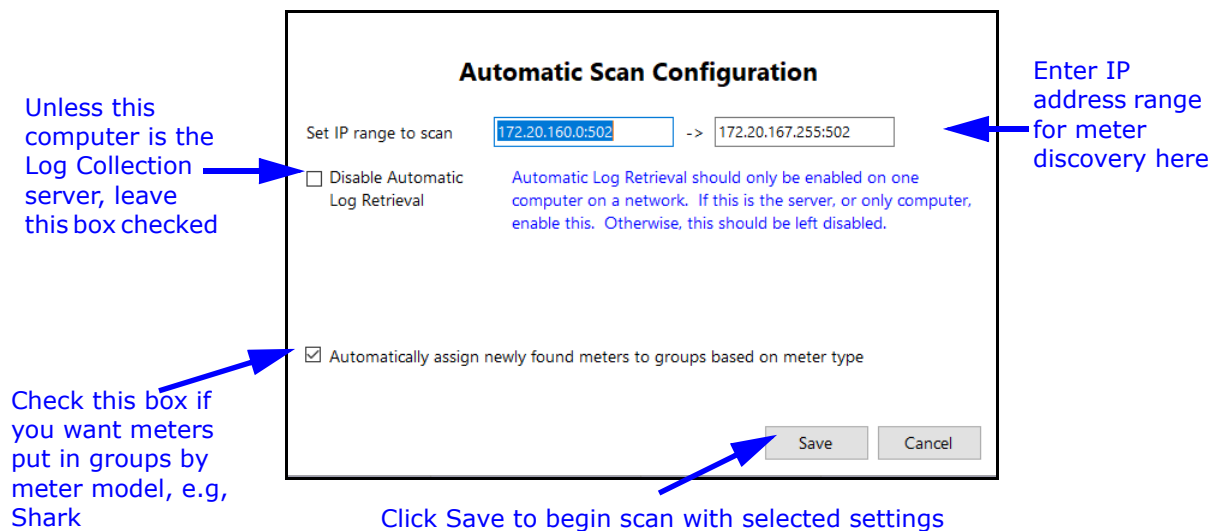 Automatic Scan Configuration
Unless this
computer is the
Log Collection
server, leave
this box checked
Set IP range to scan
172.20.160.0:502
->
172.20.167.255:502
Enter IP
address range
for meter
discovery here
Disable Automatic
Log Retrieval
Automatic Log Retrieval should only be enabled on one
computer on a network. If this is the server, or only computer,
enable this. Otherwise, this should be left disabled.
Automatically assign newly found meters to groups based on meter type
Check this box if
you want meters
put in groups by
meter model, e.g,
Shark
Save
Cancel
Click Save to begin scan with selected settings